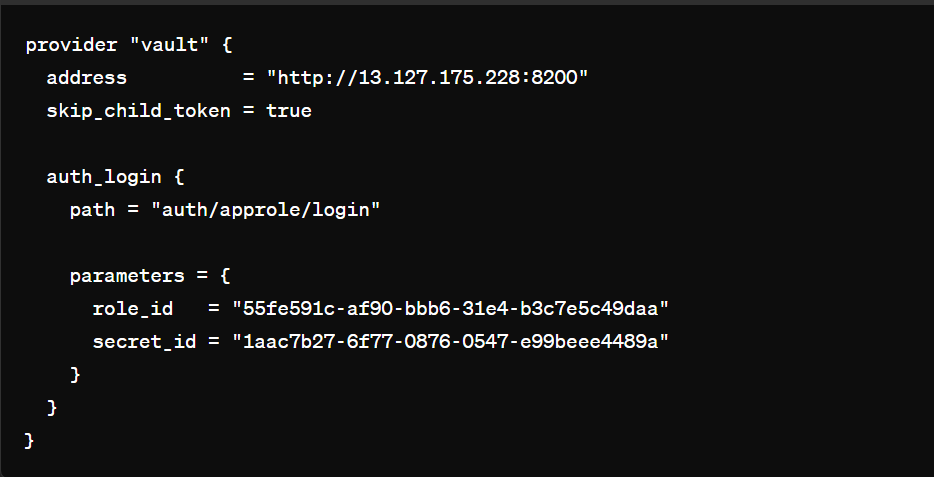 provider "vault" {
  address          = "http://13.127.175.228:8200"
  skip_child_token = true
  auth_login {
    path = "auth/approle/login"
    parameters = {
      role_id   = "55fe591c-af90-bbb6-31e4-b3c7e5c49daa"
      secret_id = "1aac7b27-6f77-0876-0547-e99beee4489a"
    }
  }
}